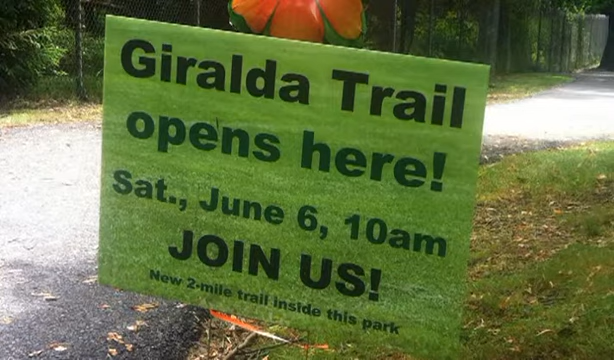 Giralda Trail
opens here!
Sat., June 6, 10am
JOIN US!
New 2-mile trail inside this park